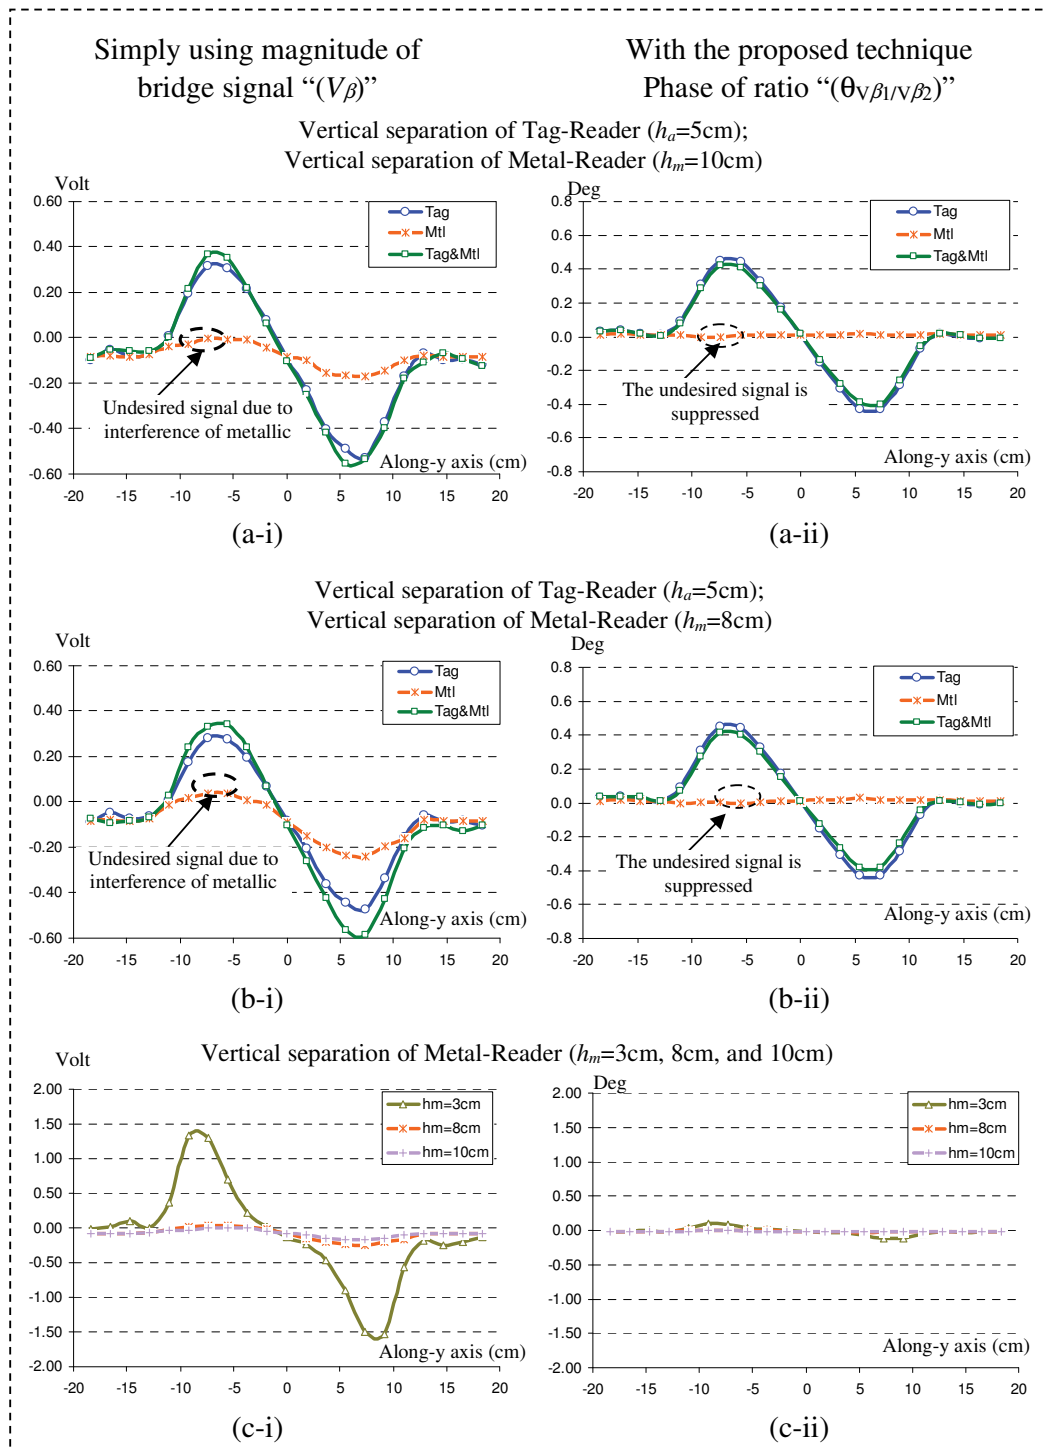 Simply using magnitude of
bridge signal “(Vβ)”
With the proposed technique
Phase of ratio “(θVβ1/Vβ2)”
Vertical separation of Tag-Reader (ha=5cm);
Vertical separation of Metal-Reader (hm=10cm)
Volt
0.60
0.40
0.20
0.00
-0.20
-0.40
-0.60
Tag
Mtl
Tag&Mtl
Undesired signal due to
interference of metallic
Along-y axis (cm)
-20 -15 -10 -5 0 5 10 15 20
(a-i)
Deg
0.8
0.6
0.4
0.2
0
-0.2
-0.4
-0.6
-0.8
Tag
Mtl
Tag&Mtl
The undesired signal is
suppressed
Along-y axis (cm)
-20 -15 -10 -5 0 5 10 15 20
(a-ii)
Vertical separation of Tag-Reader (ha=5cm);
Vertical separation of Metal-Reader (hm=8cm)
Volt
0.60
0.40
0.20
0.00
-0.20
-0.40
-0.60
Tag
Mtl
Tag&Mtl
Undesired signal due to
interference of metallic
Along-y axis (cm)
-20 -15 -10 -5 0 5 10 15 20
(b-i)
Deg
0.8
0.6
0.4
0.2
0
-0.2
-0.4
-0.6
-0.8
Tag
Mtl
Tag&Mtl
The undesired signal is
suppressed
Along-y axis (cm)
-20 -15 -10 -5 0 5 10 15 20
(b-ii)
Vertical separation of Metal-Reader (hm=3cm, 8cm, and 10cm)
Volt
2.00
1.50
1.00
0.50
0.00
-0.50
-1.00
-1.50
-2.00
hm=3cm
hm=8cm
hm=10cm
Along-y axis (cm)
-20 -15 -10 -5 0 5 10 15 20
(c-i)
Deg
2.00
1.50
1.00
0.50
0.00
-0.50
-1.00
-1.50
-2.00
hm=3cm
hm=8cm
hm=10cm
Along-y axis (cm)
-20 -15 -10 -5 0 5 10 15 20
(c-ii)